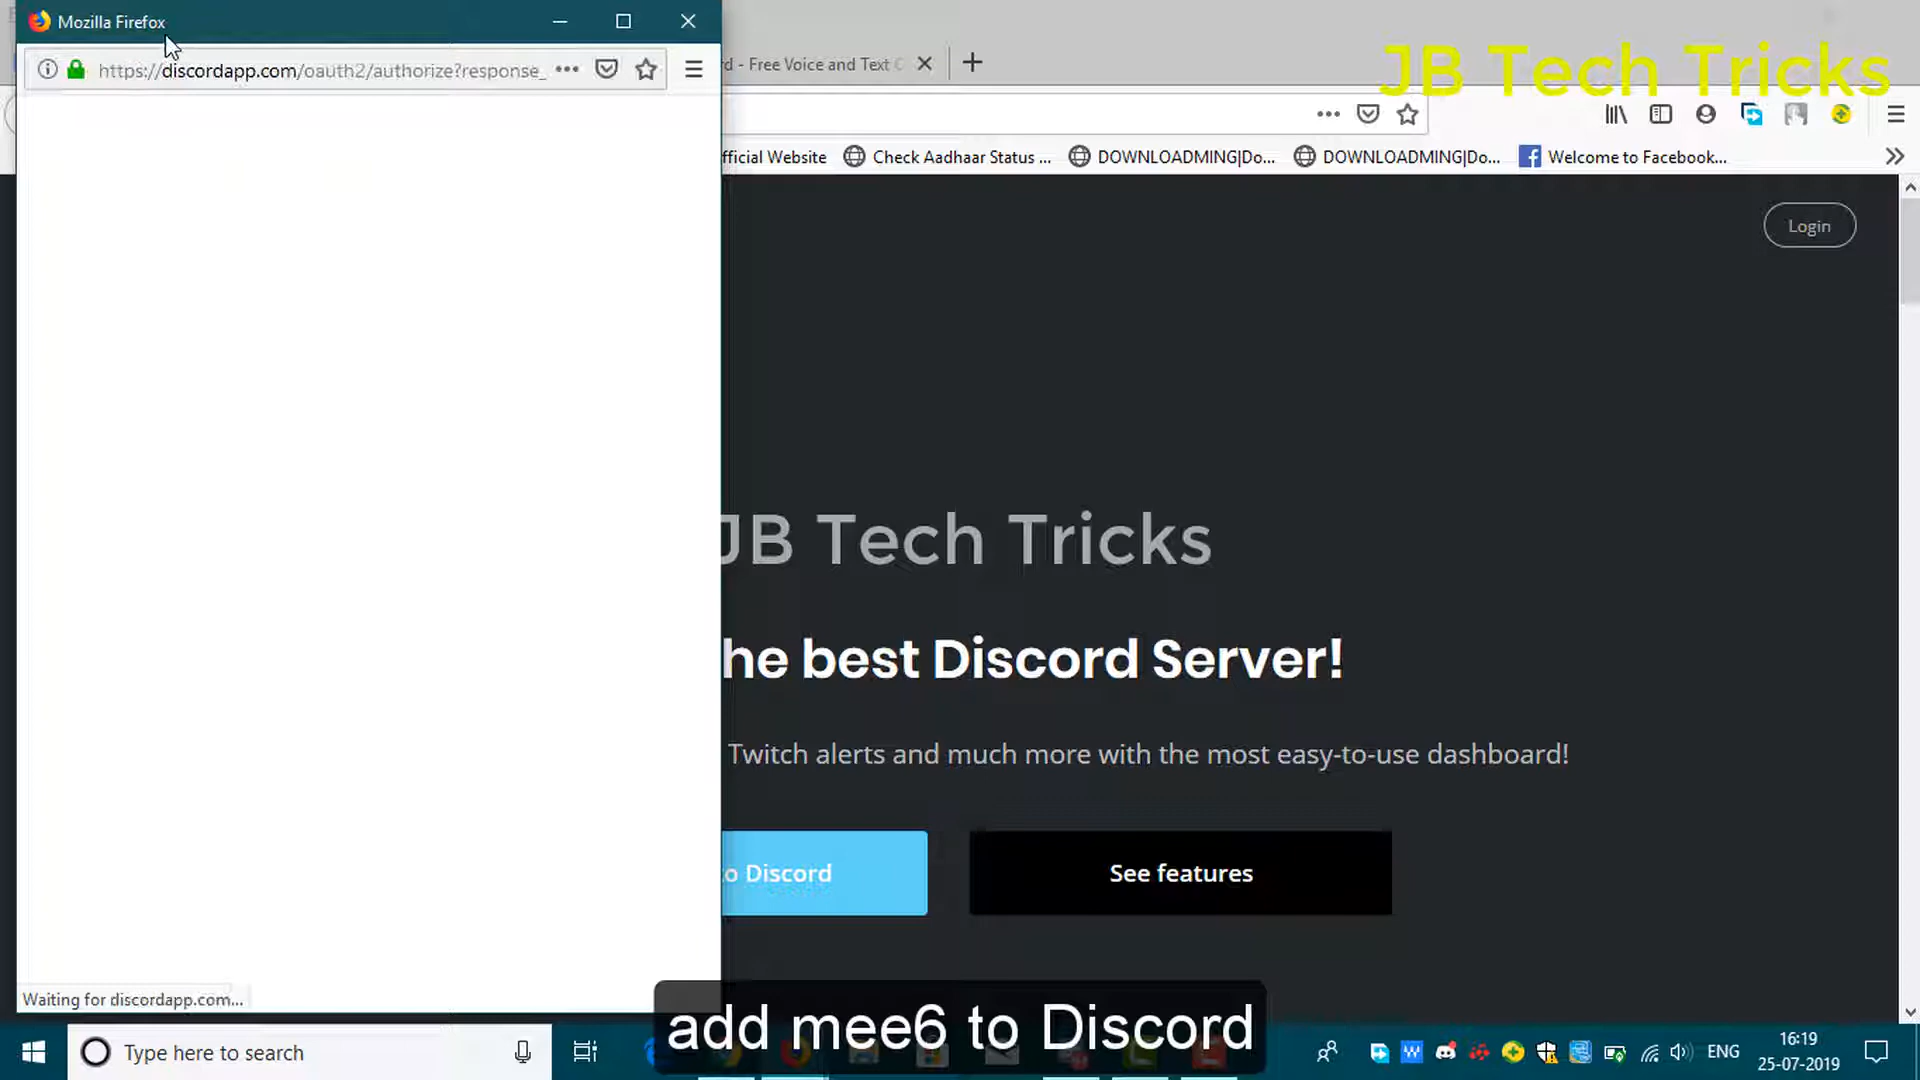 Mozilla Firefox
https://discordapp.com/oauth2/authorize?response_
rd - Free Voice and Text C
JB Tech Tricks
fficial Website
Check Aadhaar Status ...
DOWNLOADMING|Do...
DOWNLOADMING|Do...
Welcome to Facebook...
Login
JB Tech Tricks
he best Discord Server!
Twitch alerts and much more with the most easy-to-use dashboard!
to Discord
See features
Waiting for discordapp.com...
add mee6 to Discord
Type here to search
ENG
16:19
25-07-2019